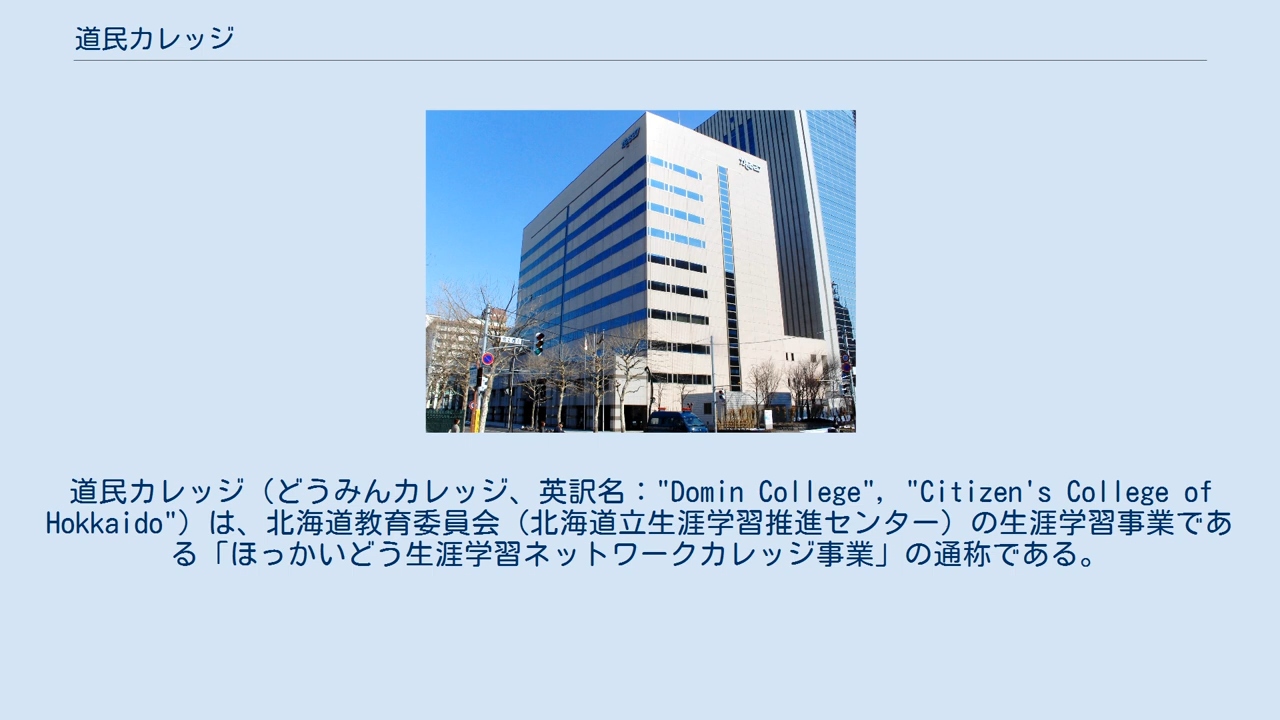 道民カレッジ
道民カレッジ（どうみんカレッジ、英訳名："Domin College", "Citizen's College of
Hokkaido"）は、北海道教育委員会（北海道立生涯学習推進センター）の生涯学習事業であ
る「ほっかいどう生涯学習ネットワークカレッジ事業」の通称である。